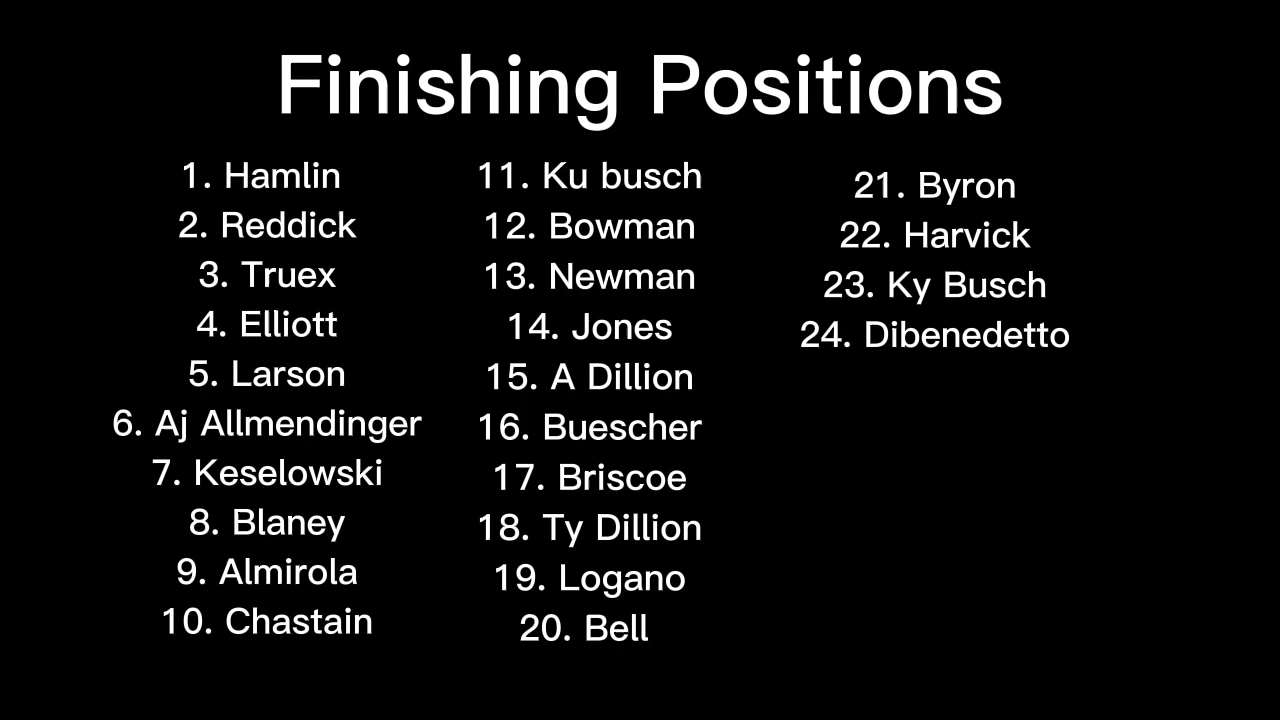 Finishing Positions
1. Hamlin
2. Reddick
3. Truex
4. Elliott
5. Larson
6. Aj Allmendinger
7. Keselowski
8. Blaney
9. Almirola
10. Chastain
11. Ku busch
12. Bowman
13. Newman
14. Jones
15. A Dillion
16. Buescher
17. Briscoe
18. Ty Dillion
19. Logano
20. Bell
21. Byron
22. Harvick
23. Ky Busch
24. Dibenedetto